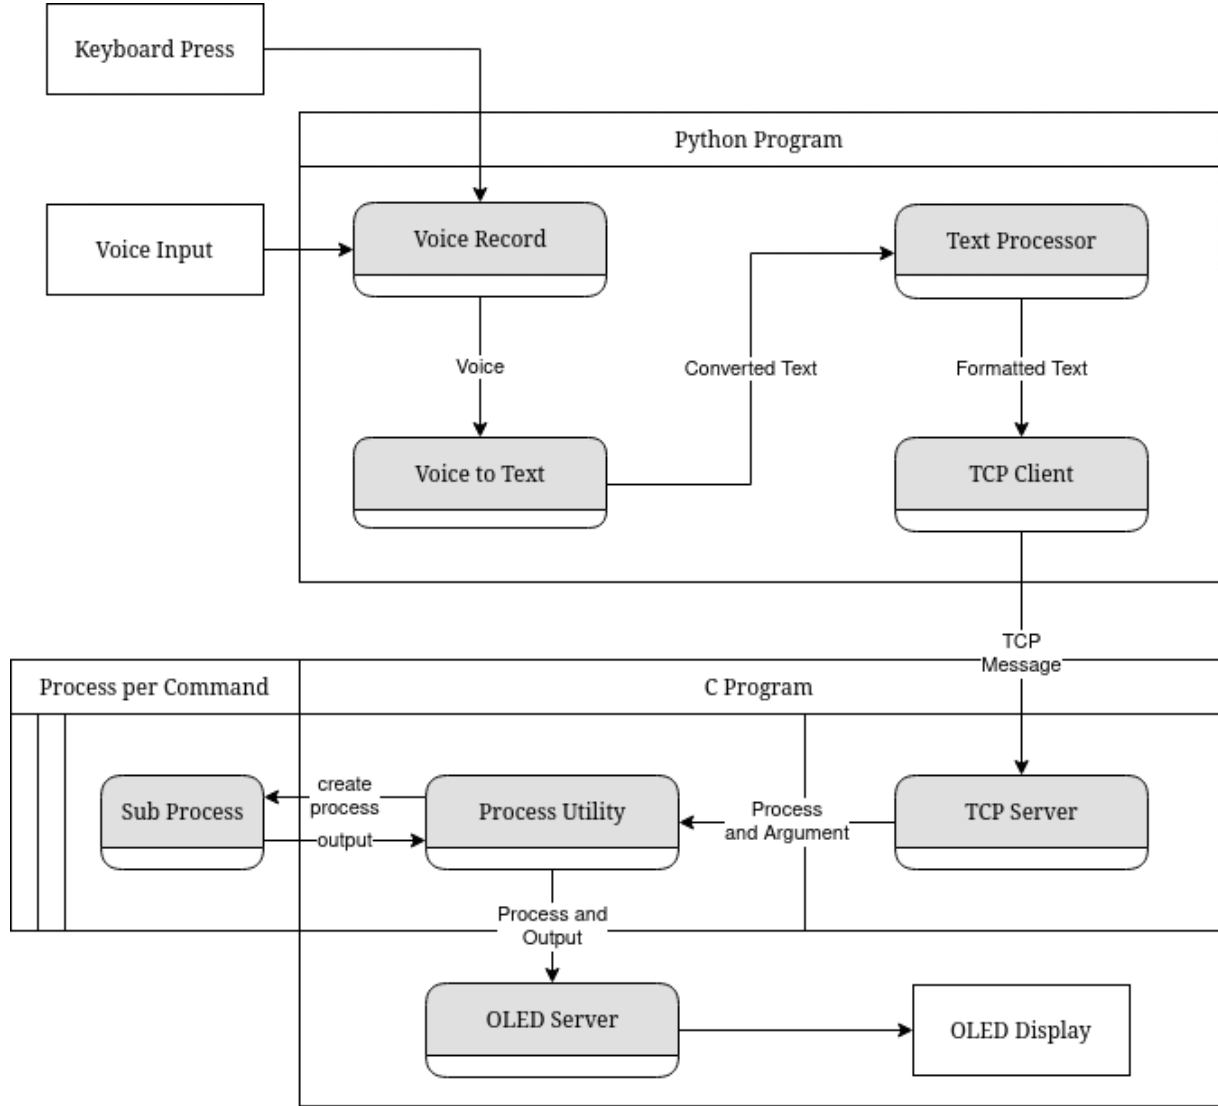 Keyboard Press
Python Program
Voice Input
Voice Record
Text Processor
Voice
Converted Text
Formatted Text
Voice to Text
TCP Client
TCP
Message
Process per Command
C Program
Sub Process
create
process
output
Process Utility
Process
and Argument
TCP Server
Process and
Output
OLED Server
OLED Display